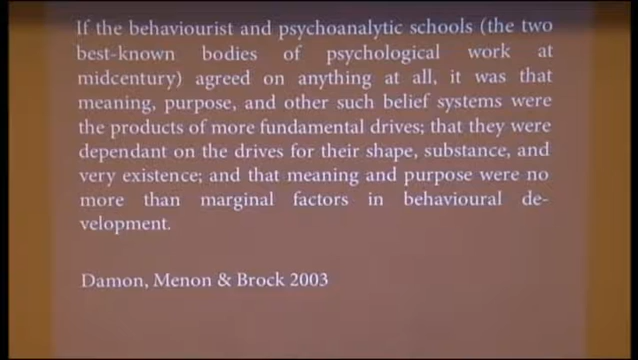 If the behaviourist and psychoanalytic schools (the two
best-known bodies of psychological work at
midcentury) agreed on anything at all, it was that
meaning, purpose, and other such belief systems were
the products of more fundamental drives; that they were
dependant on the drives for their shape, substance, and
very existence; and that meaning and purpose were no
more than marginal factors in behavioural de-
velopment.
Damon, Menon & Brock 2003